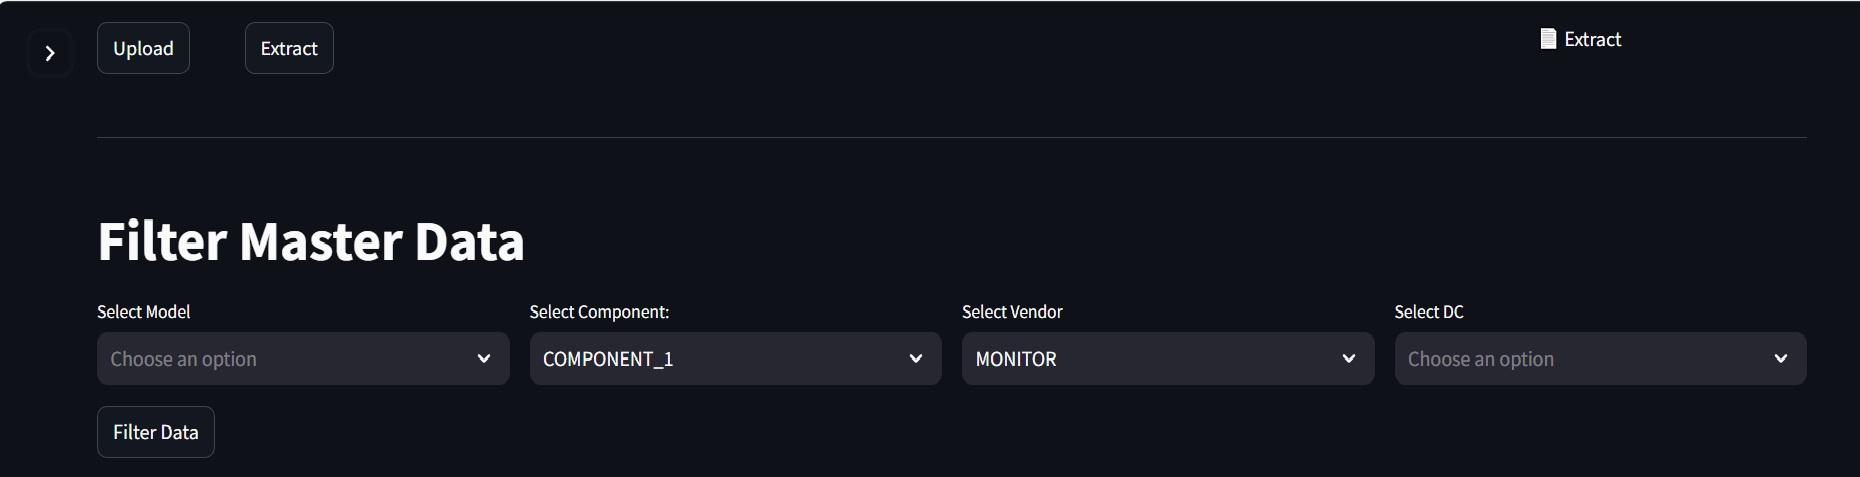 Upload
Extract
Extract
Filter Master Data
Select Model
Select Component:
Select Vendor
Select DC
Choose an option
COMPONENT_1
MONITOR
Choose an option
Filter Data